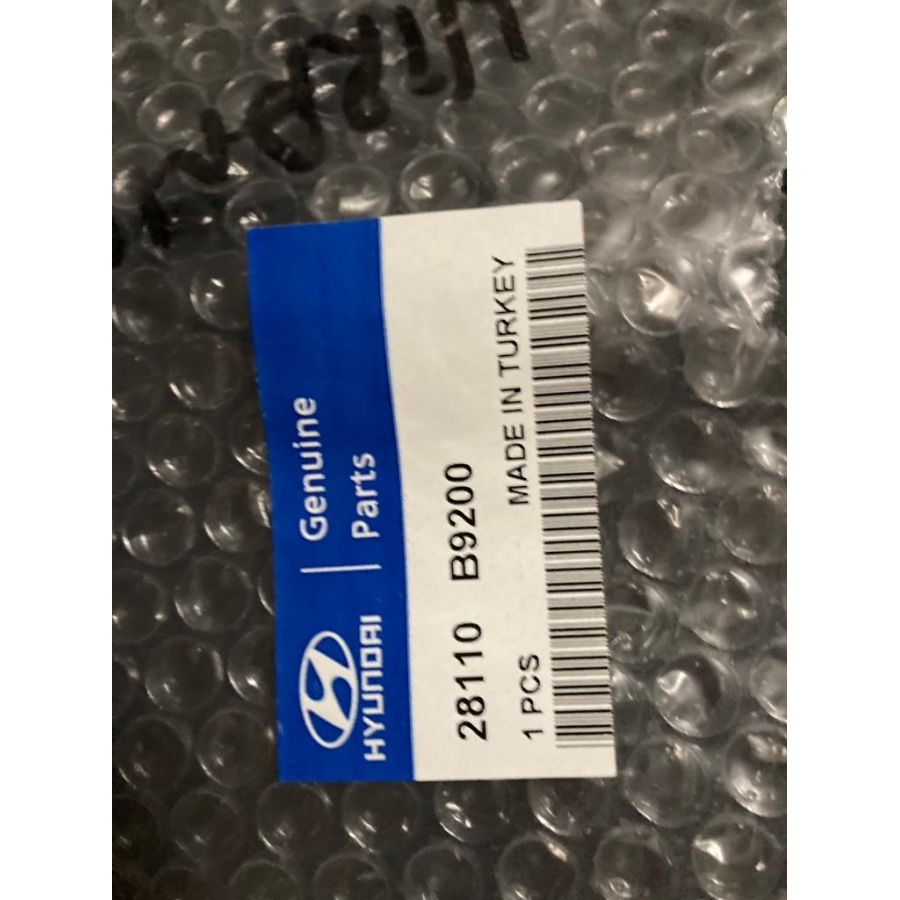 HYUNDAI
Genuine
Parts
28110 B9200
1 PCS MADE IN TURKEY